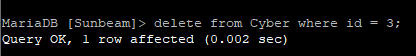 MariaDB [Sunbeam]> delete from Cyber where id = 3;
Query OK, 1 row affected (0.002 sec)